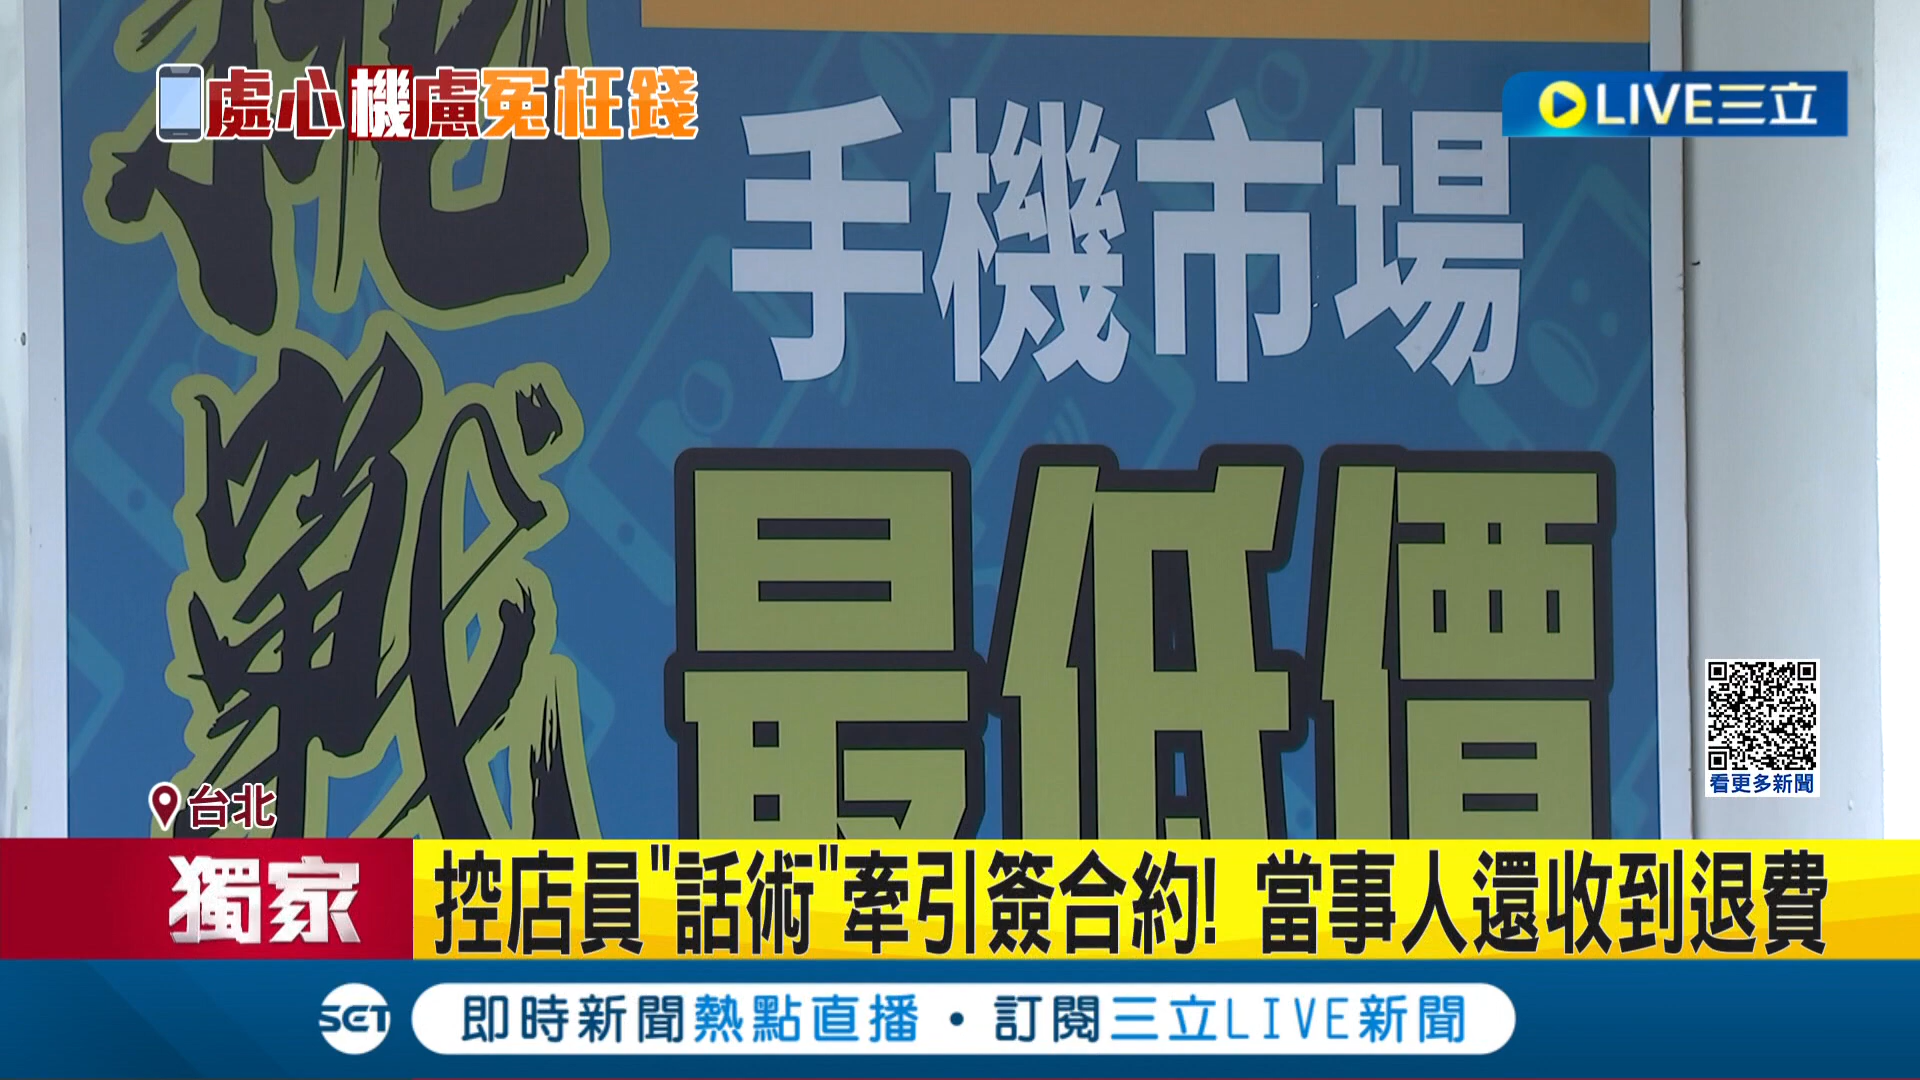 處心機慮冤枉錢
LIVE三立
挑戰
手機市場
最低價
看更多新聞
台北
獨家
控店員"話術"牽引簽合約! 當事人還收到退費
SET
即時新聞熱點直播・訂閱三立LIVE新聞